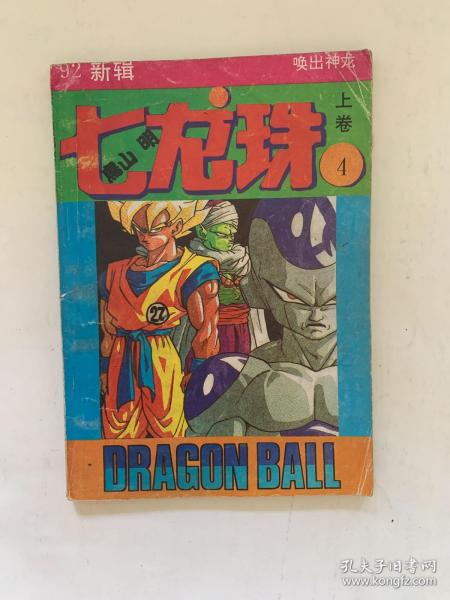 92 新辑
唤出神龙
七龙珠
鸟山 明
上卷
4
27
DRAGON BALL
孔夫子旧书网
www.kongfz.com